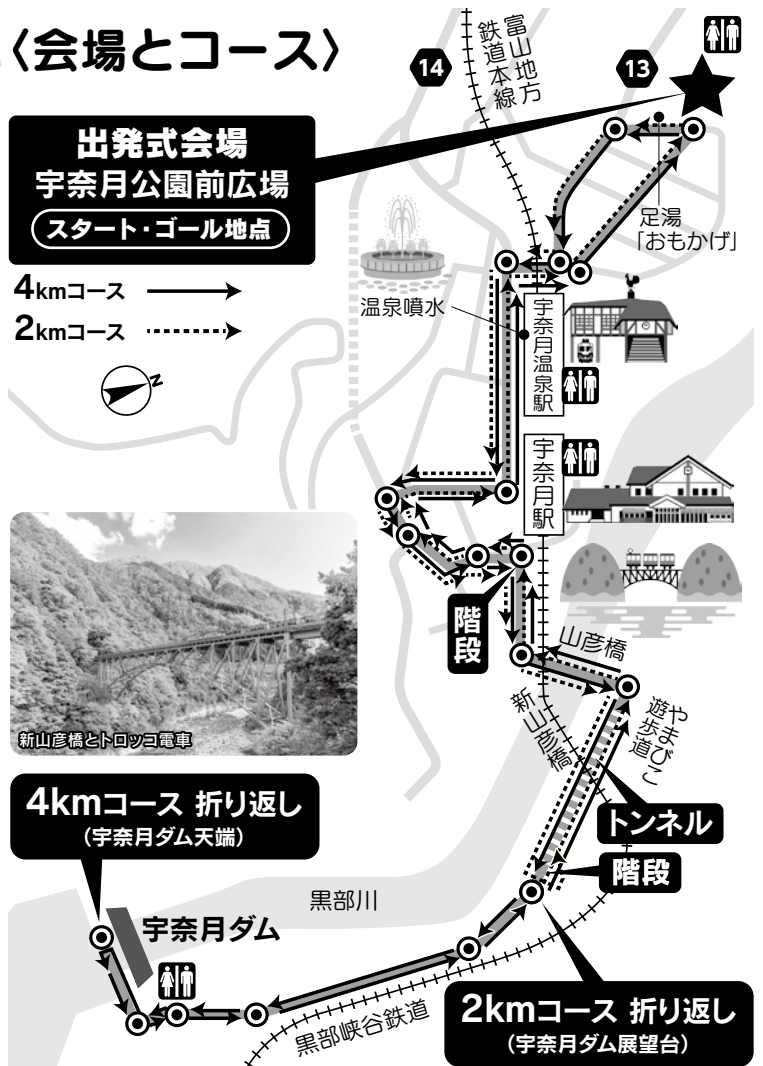 〈会場とコース〉
14
13
富山地方
鉄道本線
出発式会場
宇奈月公園前広場
スタート・ゴール地点
足湯
「おもかげ」
4kmコース
2kmコース
温泉噴水
宇奈月温泉駅
N
宇奈月駅
階段
山彦橋
新山彦橋
やまびこ
遊歩道
新山彦橋とトロッコ電車
4kmコース 折り返し
(宇奈月ダム天端)
トンネル
階段
黒部川
宇奈月ダム
2kmコース 折り返し
(宇奈月ダム展望台)
黒部峡谷鉄道